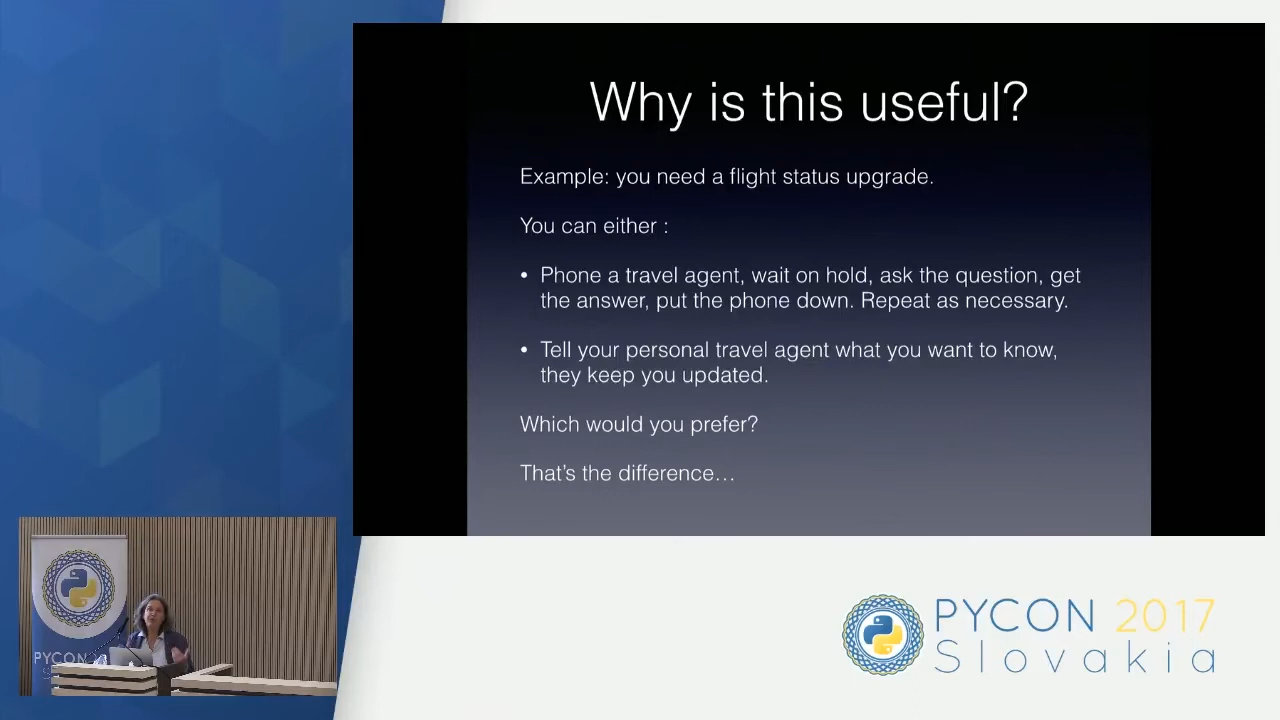 Why is this useful?
Example: you need a flight status upgrade.
You can either :
• Phone a travel agent, wait on hold, ask the question, get
the answer, put the phone down. Repeat as necessary.
• Tell your personal travel agent what you want to know,
they keep you updated.
Which would you prefer?
That's the difference…
PYCON
PYCON 2017
Slovakia